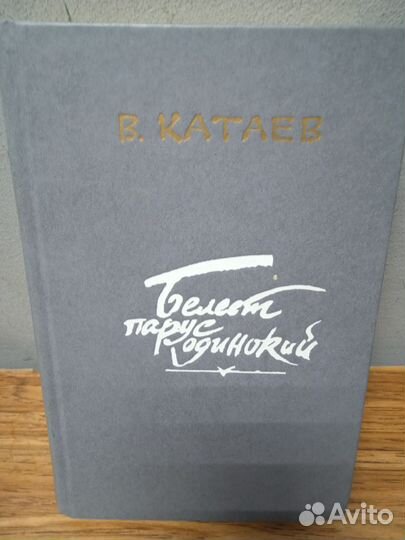 В. КАТАЕВ
Белеет
парус
одинокий
Avito